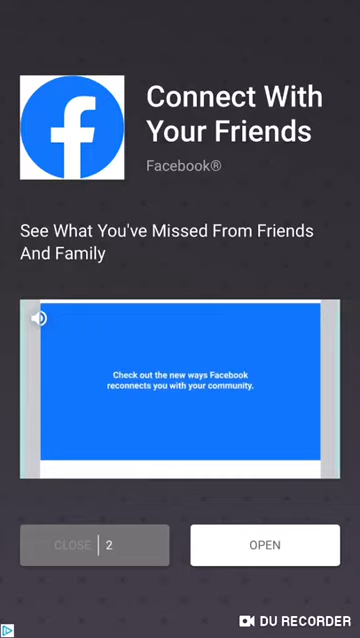 Connect With
Your Friends
Facebook®
See What You've Missed From Friends
And Family
Check out the new ways Facebook
reconnects you with your community.
CLOSE 2
OPEN
DU RECORDER